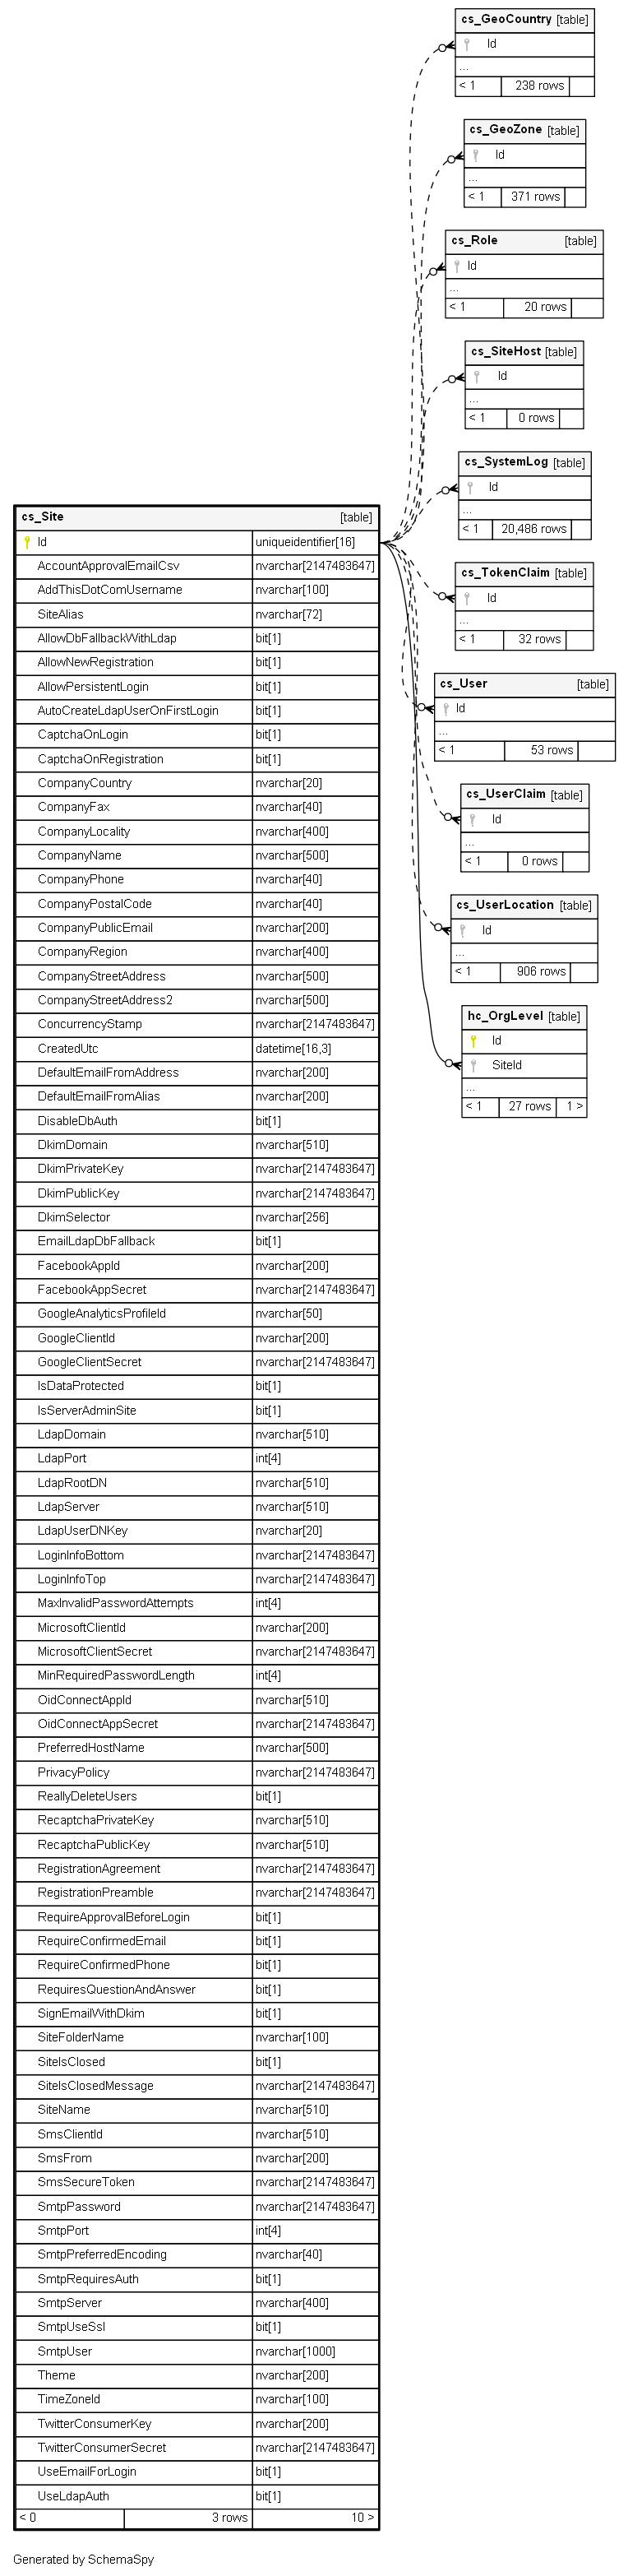 cs_GeoCountry [table]
Id
...
< 1 238 rows
cs_GeoZone [table]
Id
...
< 1 371 rows
cs_Role [table]
Id
...
< 1 20 rows
cs_SiteHost [table]
Id
...
< 1 0 rows
cs_SystemLog [table]
Id
...
< 1 20,486 rows
cs_TokenClaim [table]
Id
...
< 1 32 rows
cs_User [table]
Id
...
< 1 53 rows
cs_UserClaim [table]
Id
...
< 1 0 rows
cs_UserLocation [table]
Id
...
< 1 906 rows
hc_OrgLevel [table]
Id
SiteId
...
< 1 27 rows 1 >
cs_Site [table]
Id uniqueidentifier[16]
AccountApprovalEmailCsv nvarchar[2147483647]
AddThisDotComUsername nvarchar[100]
SiteAlias nvarchar[72]
AllowDbFallbackWithLdap bit[1]
AllowNewRegistration bit[1]
AllowPersistentLogin bit[1]
AutoCreateLdapUserOnFirstLogin bit[1]
CaptchaOnLogin bit[1]
CaptchaOnRegistration bit[1]
CompanyCountry nvarchar[20]
CompanyFax nvarchar[40]
CompanyLocality nvarchar[400]
CompanyName nvarchar[500]
CompanyPhone nvarchar[40]
CompanyPostalCode nvarchar[40]
CompanyPublicEmail nvarchar[200]
CompanyRegion nvarchar[400]
CompanyStreetAddress nvarchar[500]
CompanyStreetAddress2 nvarchar[500]
ConcurrencyStamp nvarchar[2147483647]
CreatedUtc datetime[16,3]
DefaultEmailFromAddress nvarchar[200]
DefaultEmailFromAlias nvarchar[200]
DisableDbAuth bit[1]
DkimDomain nvarchar[510]
DkimPrivateKey nvarchar[2147483647]
DkimPublicKey nvarchar[2147483647]
DkimSelector nvarchar[256]
EmailLdapDbFallback bit[1]
FacebookAppId nvarchar[200]
FacebookAppSecret nvarchar[2147483647]
GoogleAnalyticsProfileId nvarchar[50]
GoogleClientId nvarchar[200]
GoogleClientSecret nvarchar[2147483647]
IsDataProtected bit[1]
IsServerAdminSite bit[1]
LdapDomain nvarchar[510]
LdapPort int[4]
LdapRootDN nvarchar[510]
LdapServer nvarchar[510]
LdapUserDNKey nvarchar[20]
LoginInfoBottom nvarchar[2147483647]
LoginInfoTop nvarchar[2147483647]
MaxInvalidPasswordAttempts int[4]
MicrosoftClientId nvarchar[200]
MicrosoftClientSecret nvarchar[2147483647]
MinRequiredPasswordLength int[4]
OidConnectAppId nvarchar[510]
OidConnectAppSecret nvarchar[2147483647]
PreferredHostName nvarchar[500]
PrivacyPolicy nvarchar[2147483647]
ReallyDeleteUsers bit[1]
RecaptchaPrivateKey nvarchar[510]
RecaptchaPublicKey nvarchar[510]
RegistrationAgreement nvarchar[2147483647]
RegistrationPreamble nvarchar[2147483647]
RequireApprovalBeforeLogin bit[1]
RequireConfirmedEmail bit[1]
RequireConfirmedPhone bit[1]
RequiresQuestionAndAnswer bit[1]
SignEmailWithDkim bit[1]
SiteFolderName nvarchar[100]
SiteIsClosed bit[1]
SiteIsClosedMessage nvarchar[2147483647]
SiteName nvarchar[510]
SmsClientId nvarchar[510]
SmsFrom nvarchar[200]
SmsSecureToken nvarchar[2147483647]
SmtpPassword nvarchar[2147483647]
SmtpPort int[4]
SmtpPreferredEncoding nvarchar[40]
SmtpRequiresAuth bit[1]
SmtpServer nvarchar[400]
SmtpUseSsl bit[1]
SmtpUser nvarchar[1000]
Theme nvarchar[200]
TimeZoneId nvarchar[100]
TwitterConsumerKey nvarchar[200]
TwitterConsumerSecret nvarchar[2147483647]
UseEmailForLogin bit[1]
UseLdapAuth bit[1]
< 0 3 rows 10 >
Generated by SchemaSpy